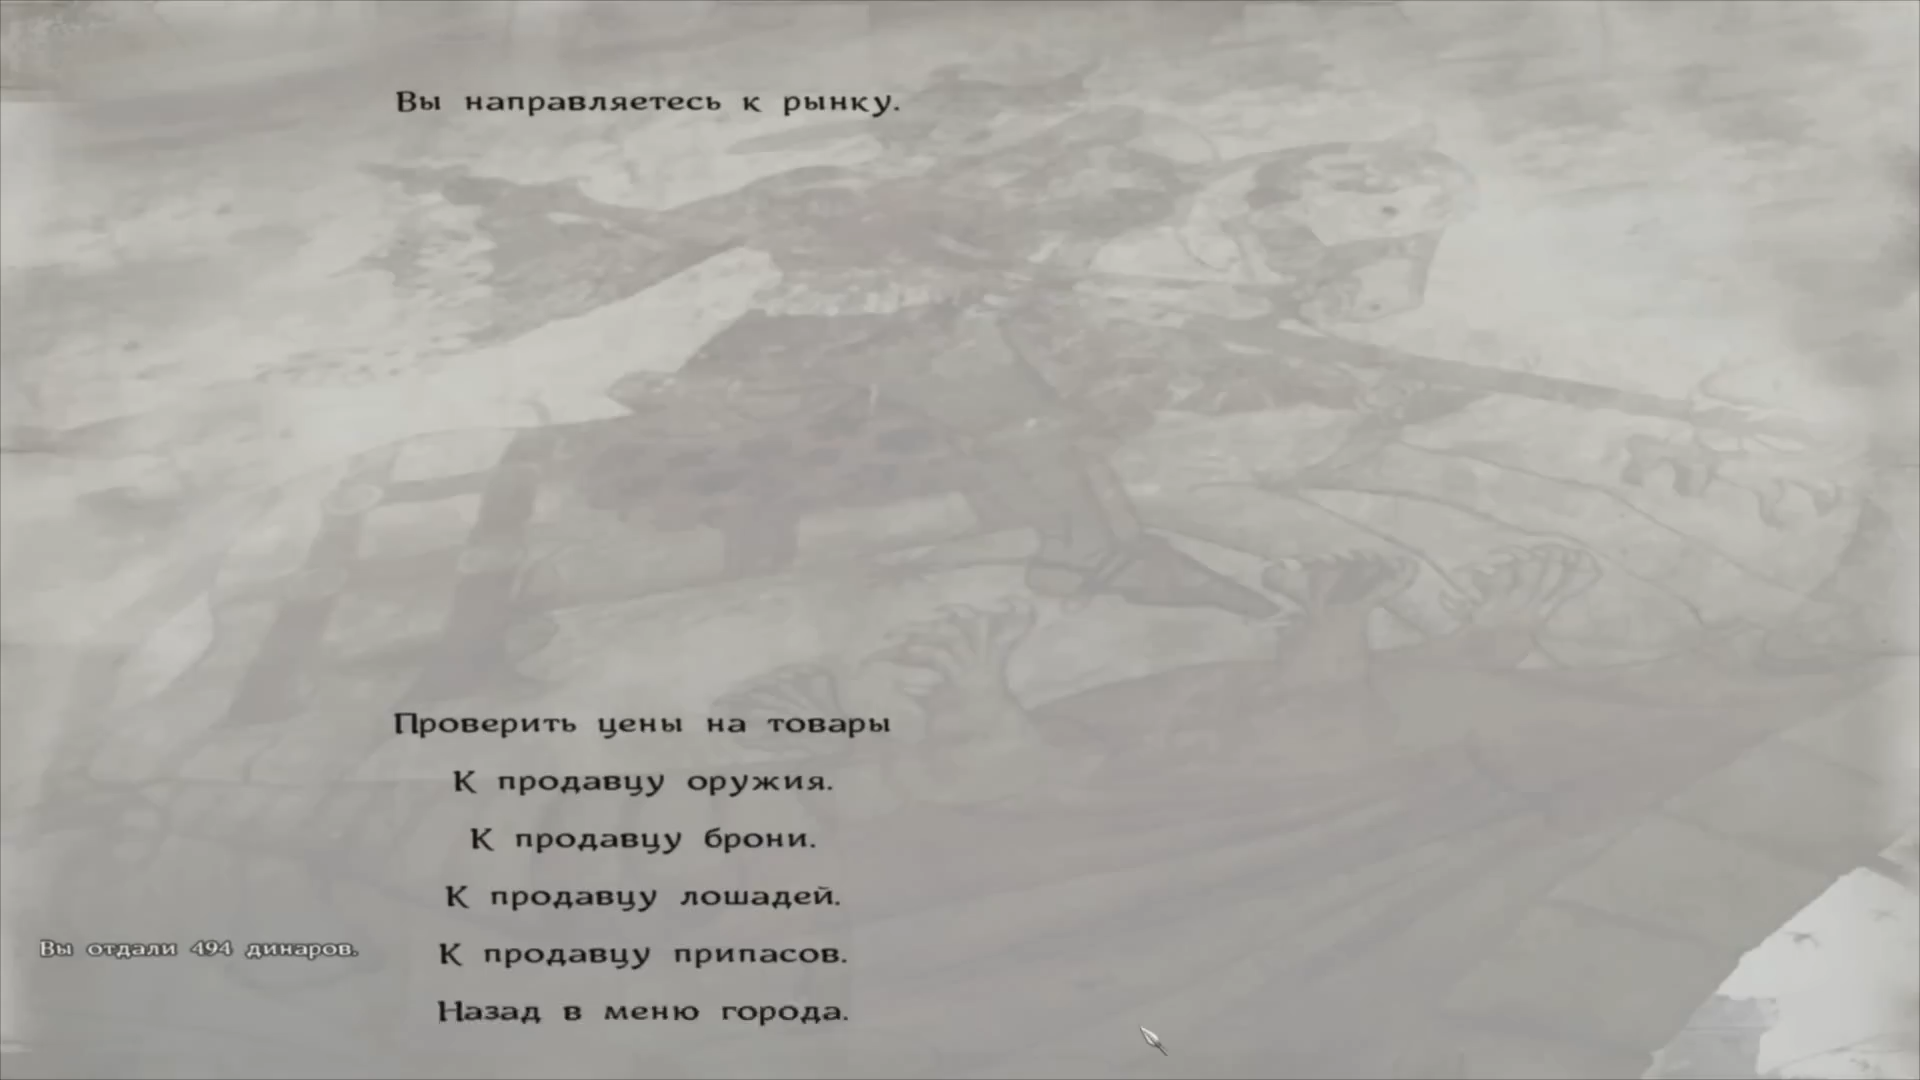 Вы направляетесь к рынку.
Проверить цены на товары
К продавцу оружия.
К продавцу брони.
К продавцу лошадей.
Вы отдали 494 динаров.
К продавцу припасов.
Назад в меню города.